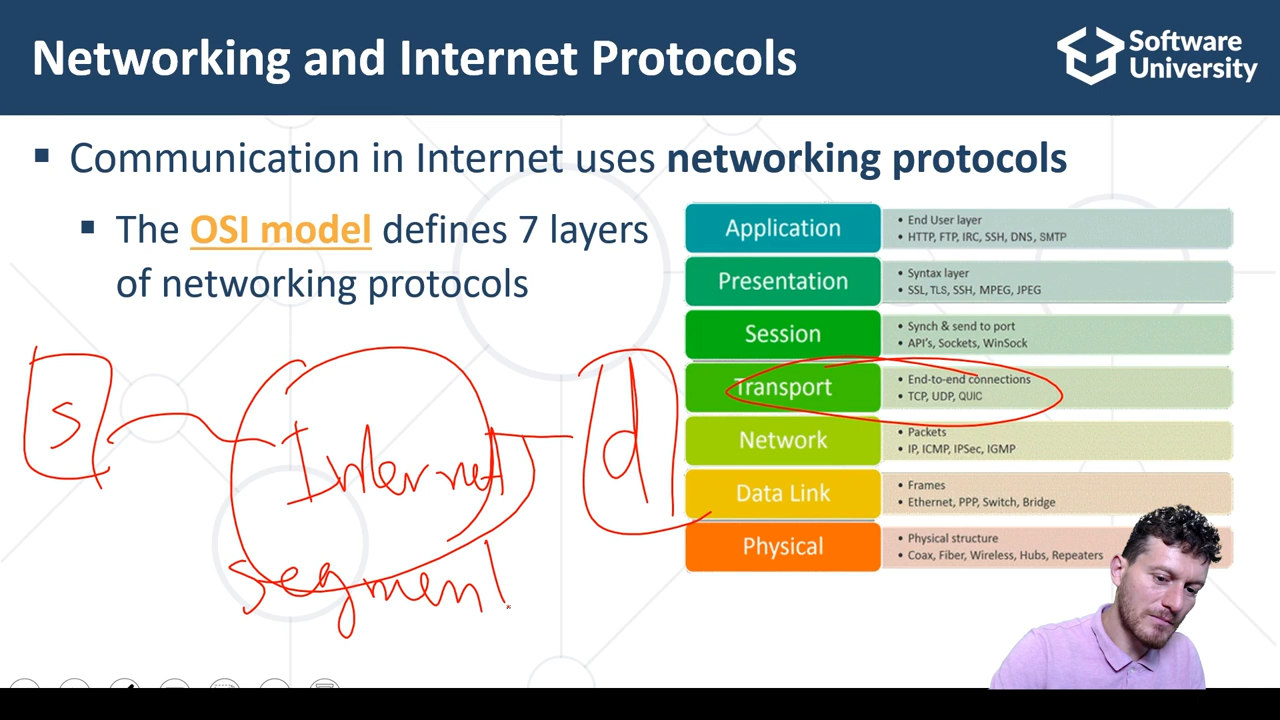 Networking and Internet Protocols
Software
University
Communication in Internet uses networking protocols
The OSI model defines 7 layers
of networking protocols
Application
• End User layer
• HTTP, FTP, IRC, SSH, DNS, SMTP
Presentation
• Syntax layer
• SSL, TLS, SSH, MPEG, JPEG
Session
• Synch & send to port
• API's, Sockets, WinSock
Transport
• End-to-end connections
• TCP, UDP, QUIC
Network
• Packets
• IP, ICMP, IPSec, IGMP
Data Link
• Frames
• Ethernet, PPP, Switch, Bridge
Physical
• Physical structure
• Coax, Fiber, Wireless, Hubs, Repeaters
s
Internet
d
segment